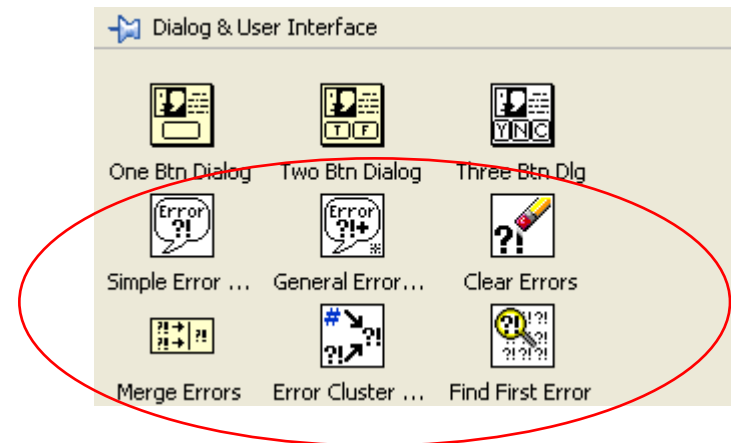 Dialog & User Interface
T F
Y N C
One Btn Dialog Two Btn Dialog Three Btn Dlg
Error Error
?! ?!+ ?!
Simple Error ... General Error... Clear Errors
?! ?! # ?! ?! ?!
?! ?! ?! ?! ?! ?!
Merge Errors Error Cluster ... Find First Error